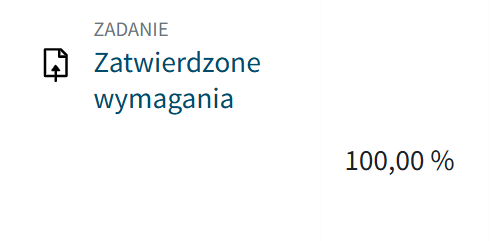 ZADANIE
Zatwierdzone
wymagania
100,00 %